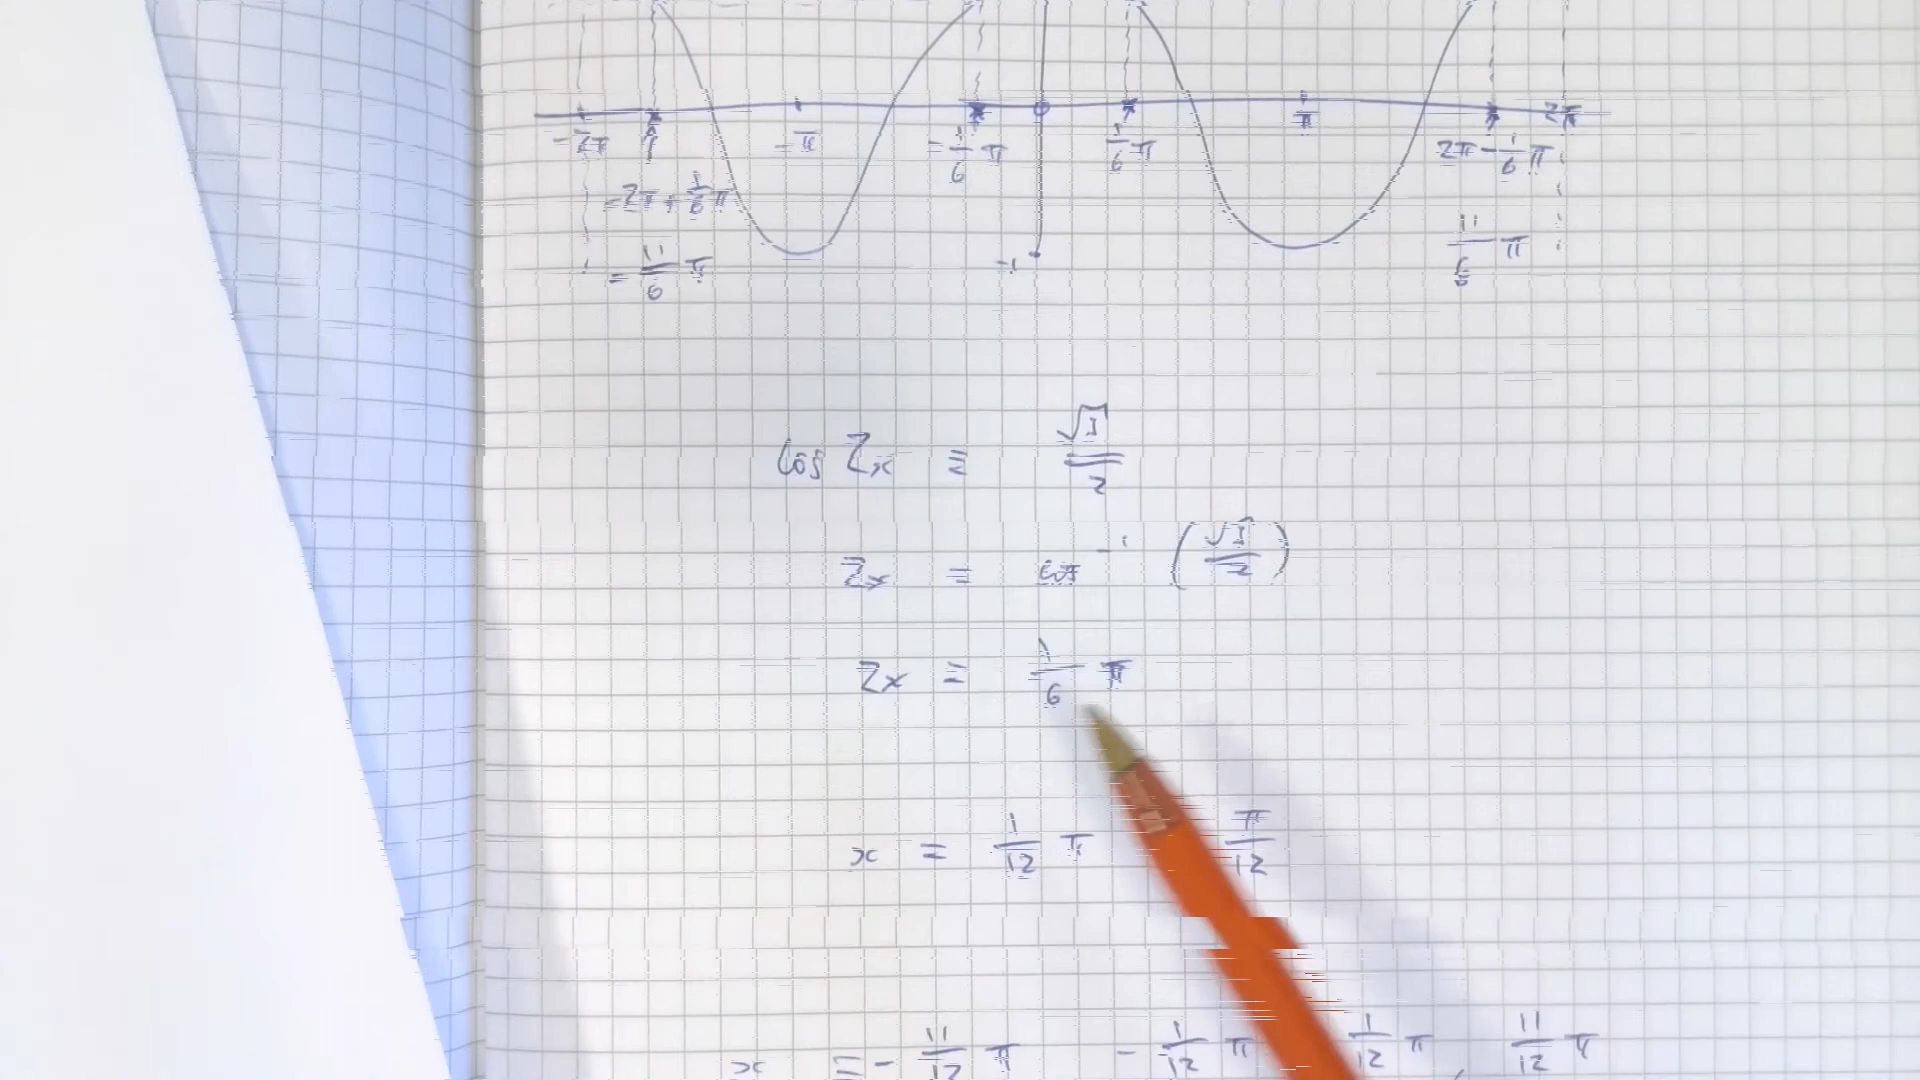 -2π -π -1/6 π 1/6 π π 2π - 1/6 π 2π
-2π + 1/6 π
-11/6 π -1 11/6 π
cos 2x = √3/2
2x = cos⁻¹ (√3/2)
2x = 1/6 π
x = 1/12 π π/12
x = -11/12 π -1/12 π 1/12 π, 11/12 π